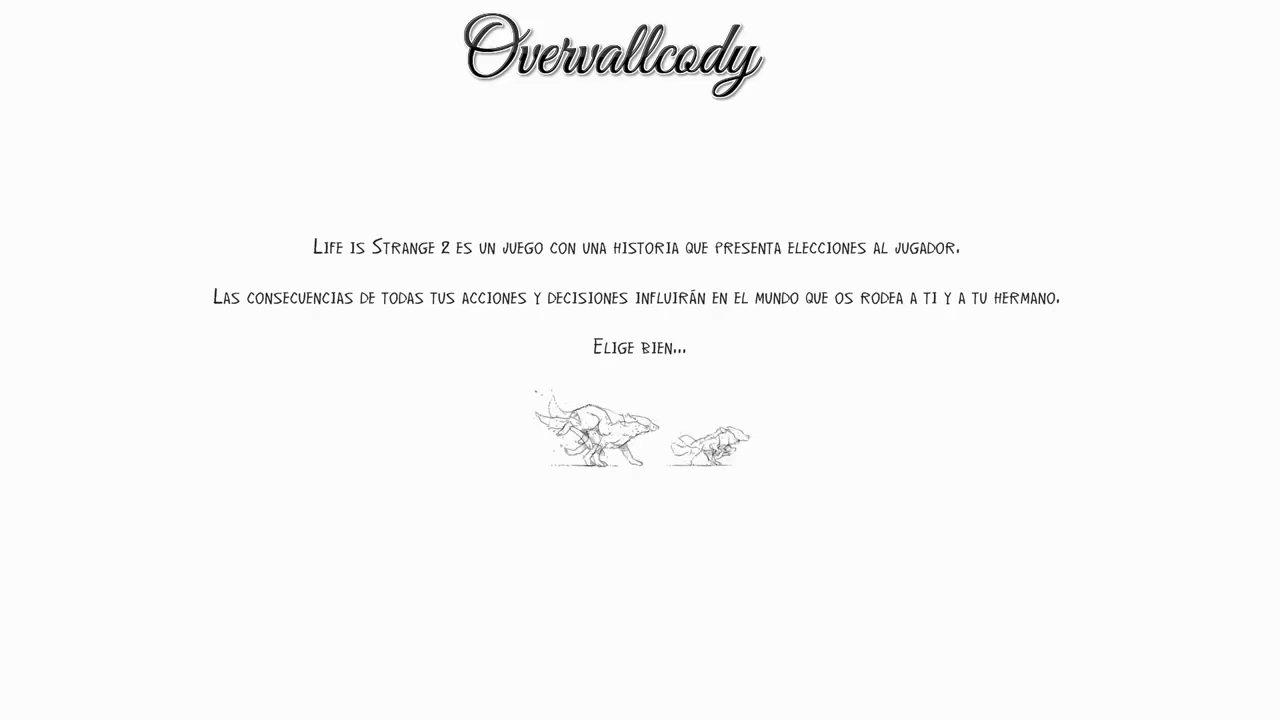 Overvallcody
Life is Strange 2 es un juego con una historia que presenta elecciones al jugador.
Las consecuencias de todas tus acciones y decisiones influirán en el mundo que os rodea a ti y a tu hermano.
Elige bien...